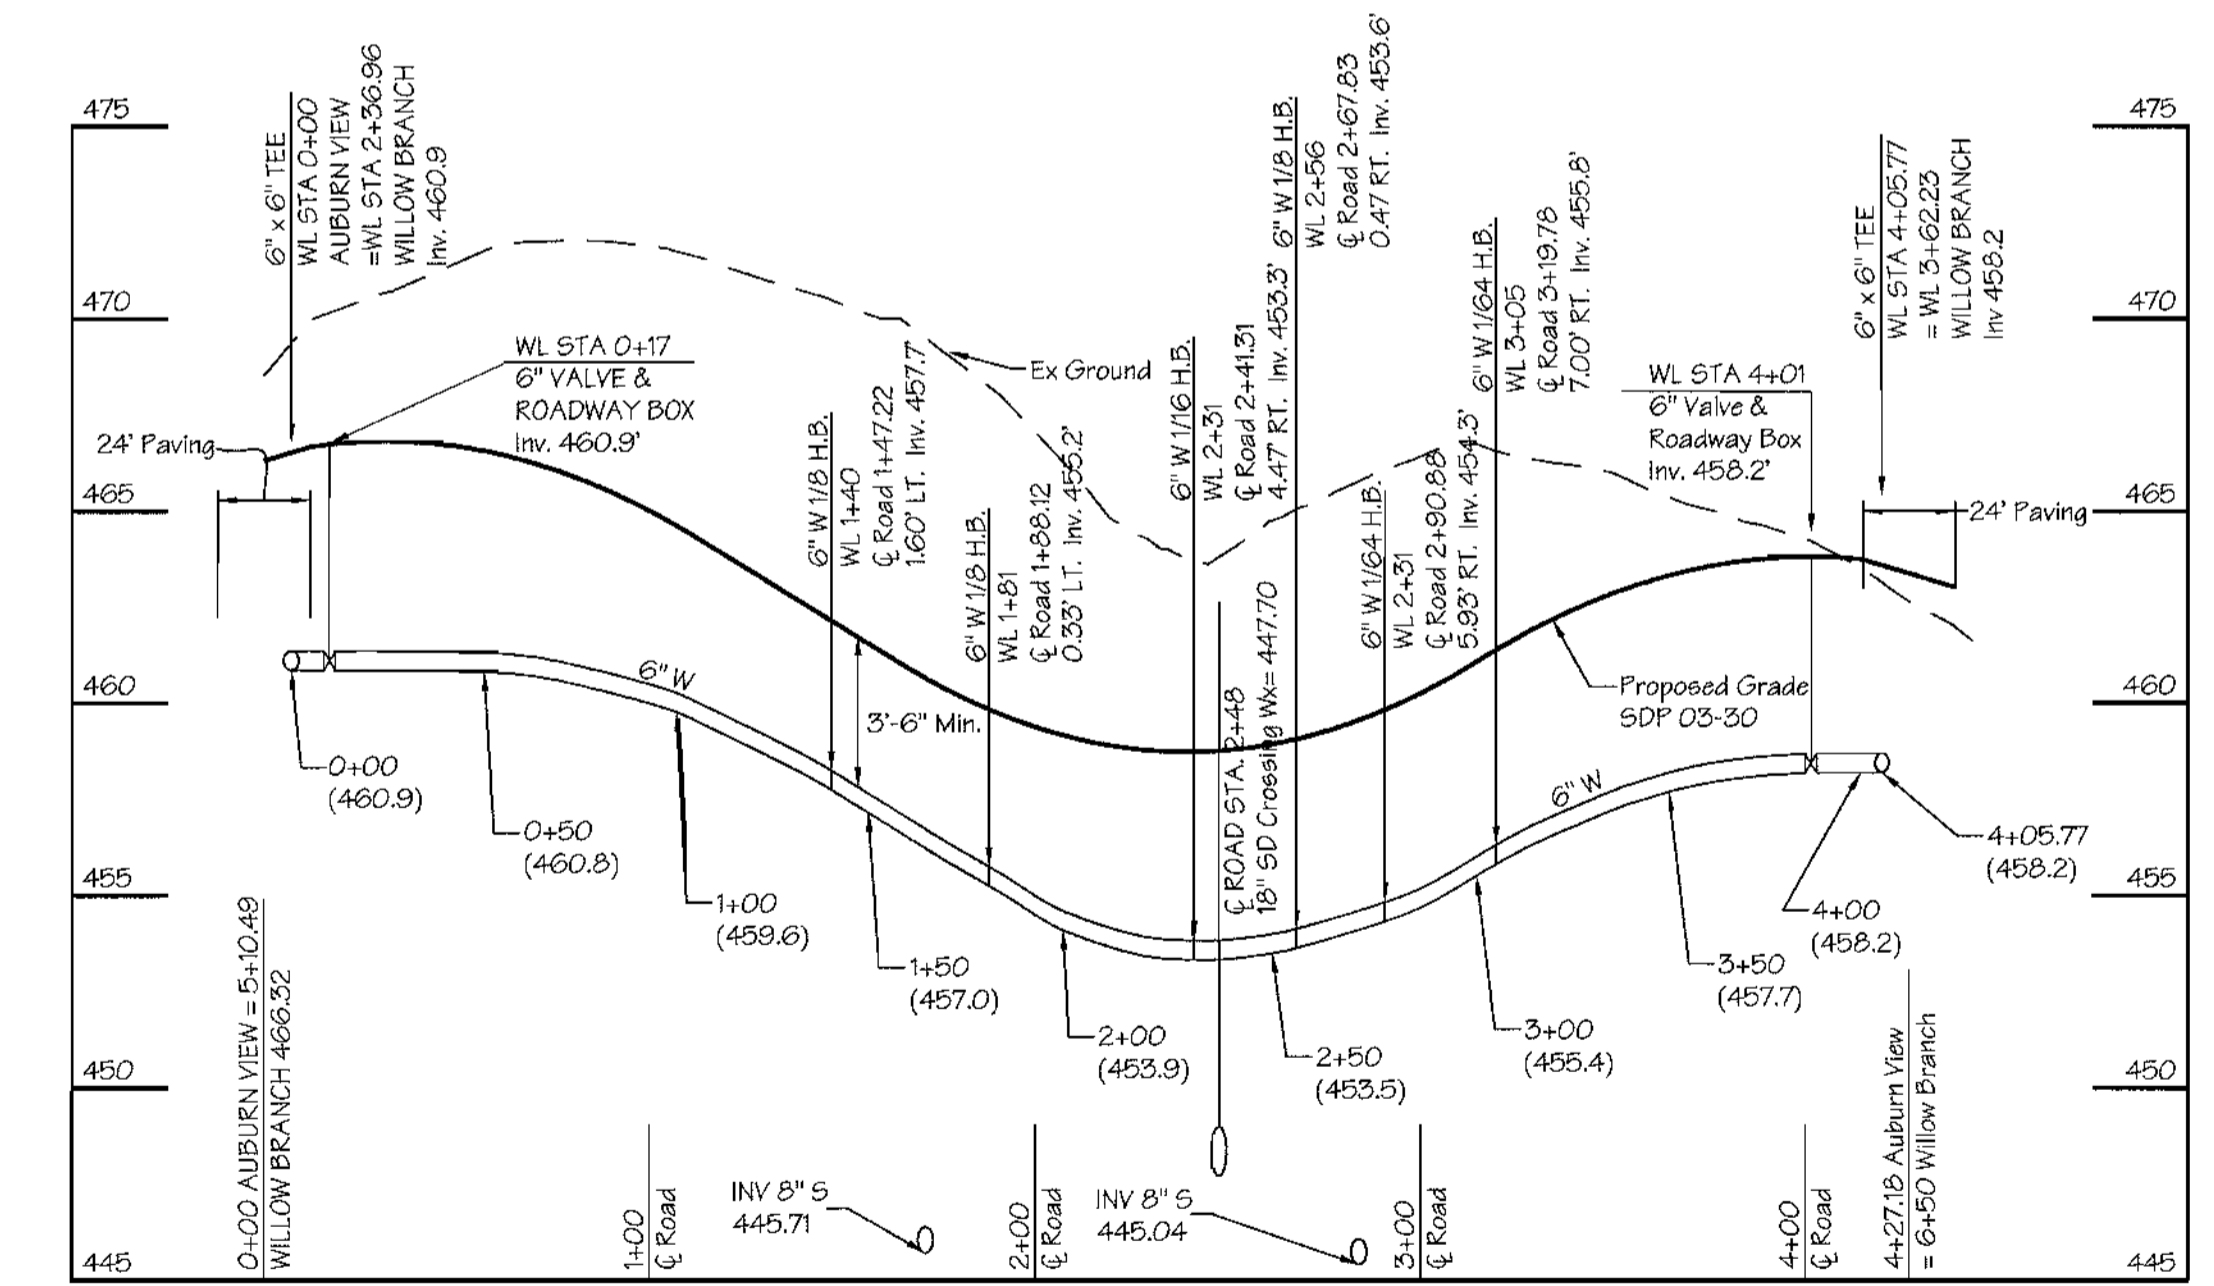 475
470
465
460
455
450
445
6" x 6" TEE
WL STA 0+00
AUBURN VIEW
=WL STA 2+36.96
WILLOW BRANCH
Inv. 460.9
WL STA 0+17
6" VALVE &
ROADWAY BOX
Inv. 460.9'
24' Paving
6" W 1/8 H.B.
WL 1+40
℄ Road 1+47.22
1.60' LT. Inv. 457.7'
6" W 1/8 H.B.
WL 1+81
℄ Road 1+88.12
0.33' LT. Inv. 455.2'
Ex Ground
6" W 1/16 H.B.
WL 2+31
℄ Road 2+41.31
4.47' RT. Inv. 453.3'
6" W 1/8 H.B.
WL 2+56
℄ Road 2+67.83
0.47 RT. Inv. 453.6'
6" W 1/64 H.B.
WL 2+31
℄ Road 2+90.88
5.93' RT. Inv. 454.3'
6" W 1/64 H.B.
WL 3+05
℄ Road 3+19.78
7.00' RT. Inv. 455.8'
WL STA 4+01
6" Valve &
Roadway Box
Inv. 458.2'
6" x 6" TEE
WL STA 4+05.77
= WL 3+62.23
WILLOW BRANCH
Inv 458.2
24' Paving
475
470
465
460
455
450
445
6" W
3'-6" Min.
℄ ROAD STA. 2+48
18" SD Crossing Wx= 447.70
Proposed Grade
SDP 03-30
6" W
0+00
(460.9)
0+50
(460.8)
1+00
(459.6)
1+50
(457.0)
2+00
(453.9)
2+50
(453.5)
3+00
(455.4)
3+50
(457.7)
4+00
(458.2)
4+05.77
(458.2)
0+00 AUBURN VIEW = 5+10.49
WILLOW BRANCH 466.32
1+00
℄ Road
INV 8" S
445.71
2+00
℄ Road
INV 8" S
445.04
3+00
℄ Road
4+00
℄ Road
4+27.18 Auburn View
= 6+50 Willow Branch